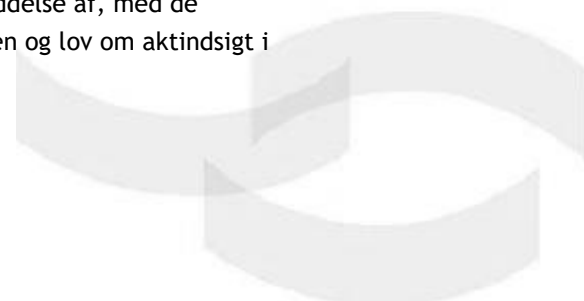 ddelse af, med de
en og lov om aktindsigt i